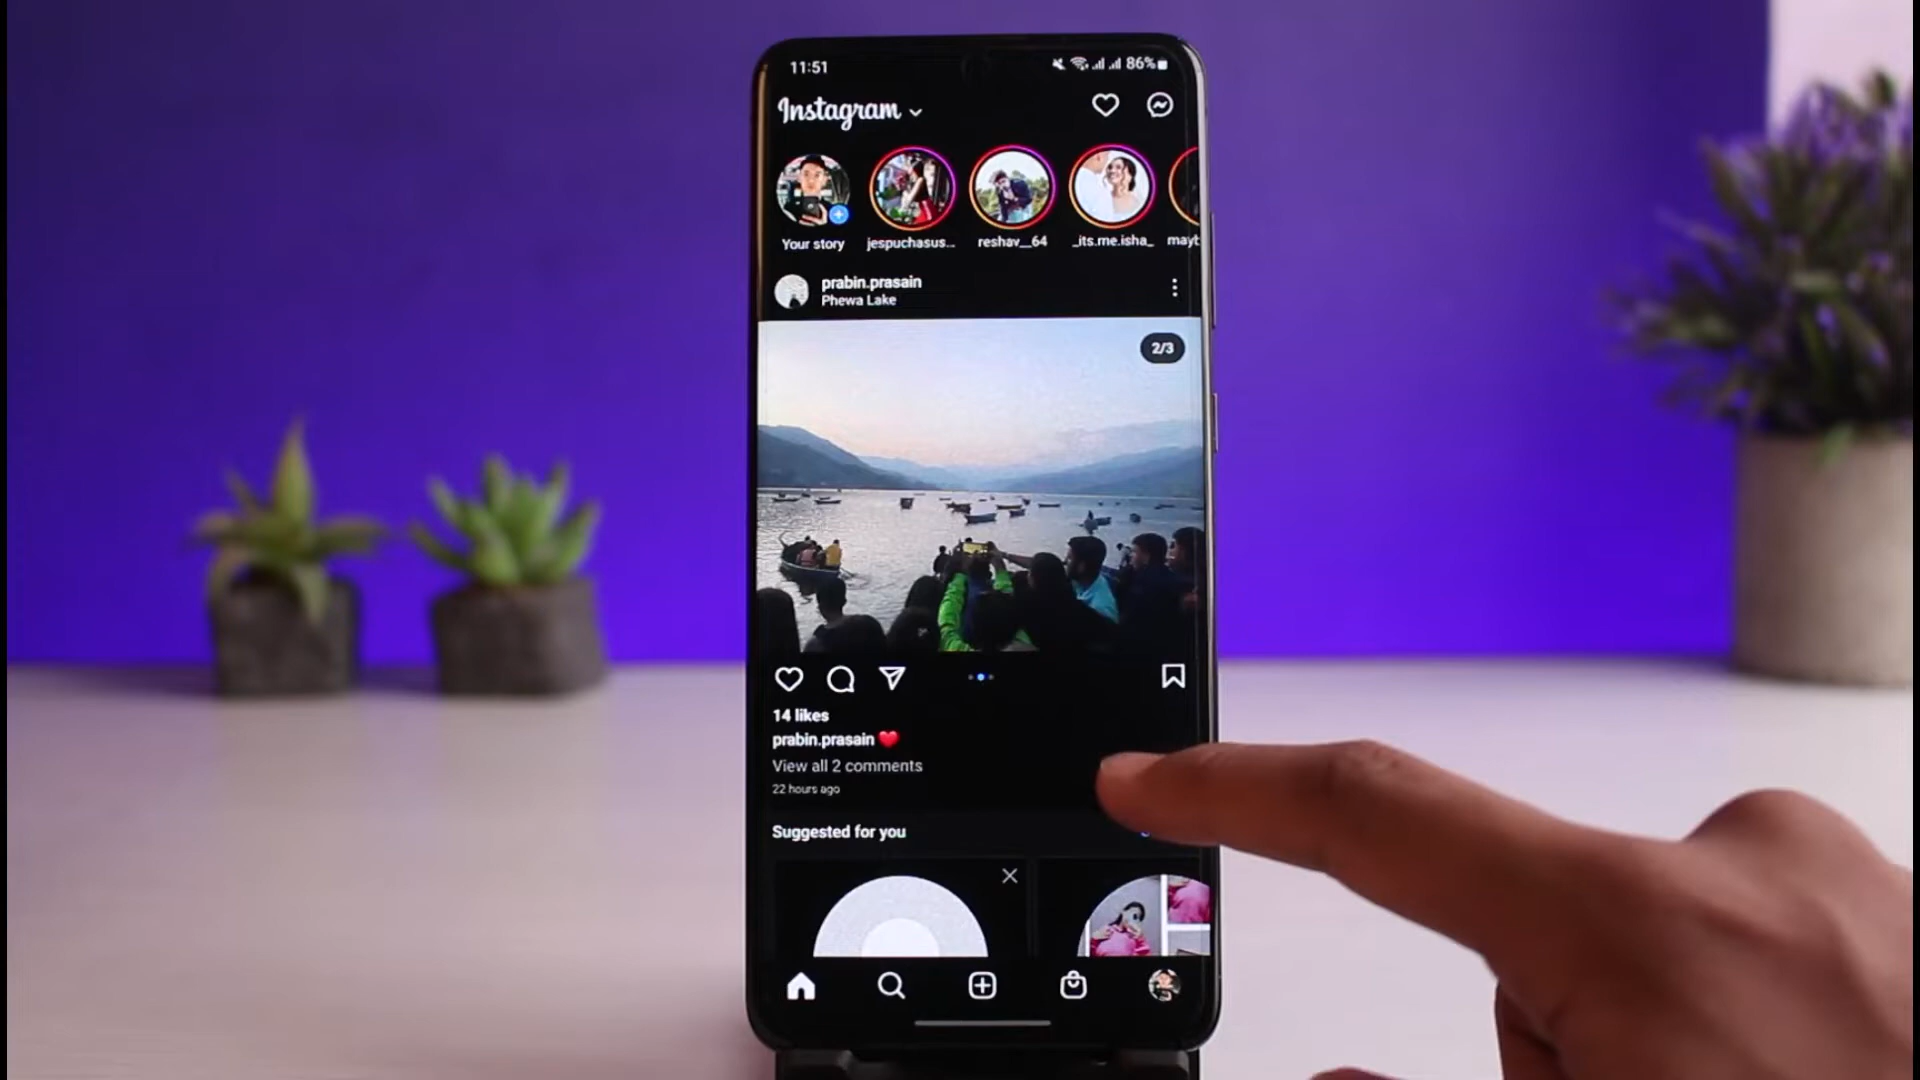 11:51
86%
Instagram
Your story
jespuchasus...
reshav__64
_its.me.isha_
prabin.prasain
Phewa Lake
2/3
14 likes
prabin.prasain ❤️
View all 2 comments
22 hours ago
Suggested for you